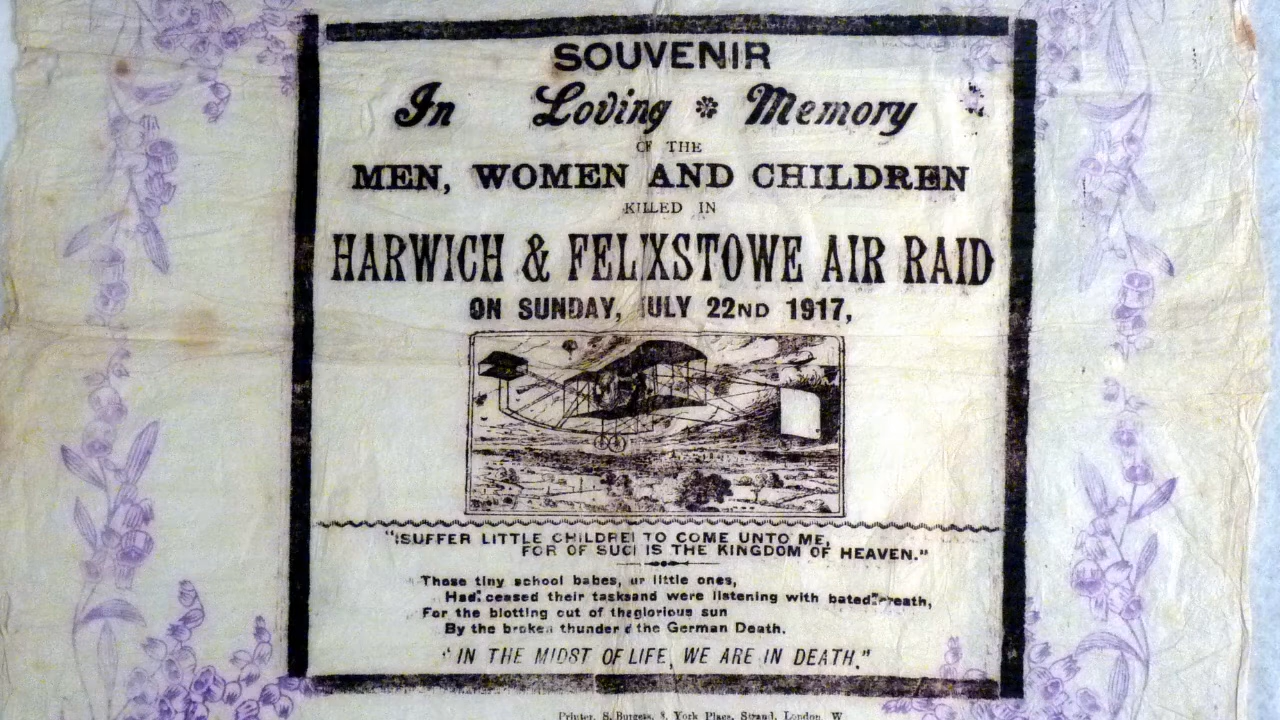 SOUVENIR
In Loving Memory
OF THE
MEN, WOMEN AND CHILDREN
KILLED IN
HARWICH & FELIXSTOWE AIR RAID
ON SUNDAY, JULY 22ND 1917,
"SUFFER LITTLE CHILDREN TO COME UNTO ME,
FOR OF SUCH IS THE KINGDOM OF HEAVEN."
Those tiny school babes, our little ones,
Had ceased their tasks and were listening with bated breath,
For the blotting out of the glorious sun
By the broken thunder of the German Death.
"IN THE MIDST OF LIFE, WE ARE IN DEATH."
Printer, S. Burgess, 8, York Place, Strand, London, W